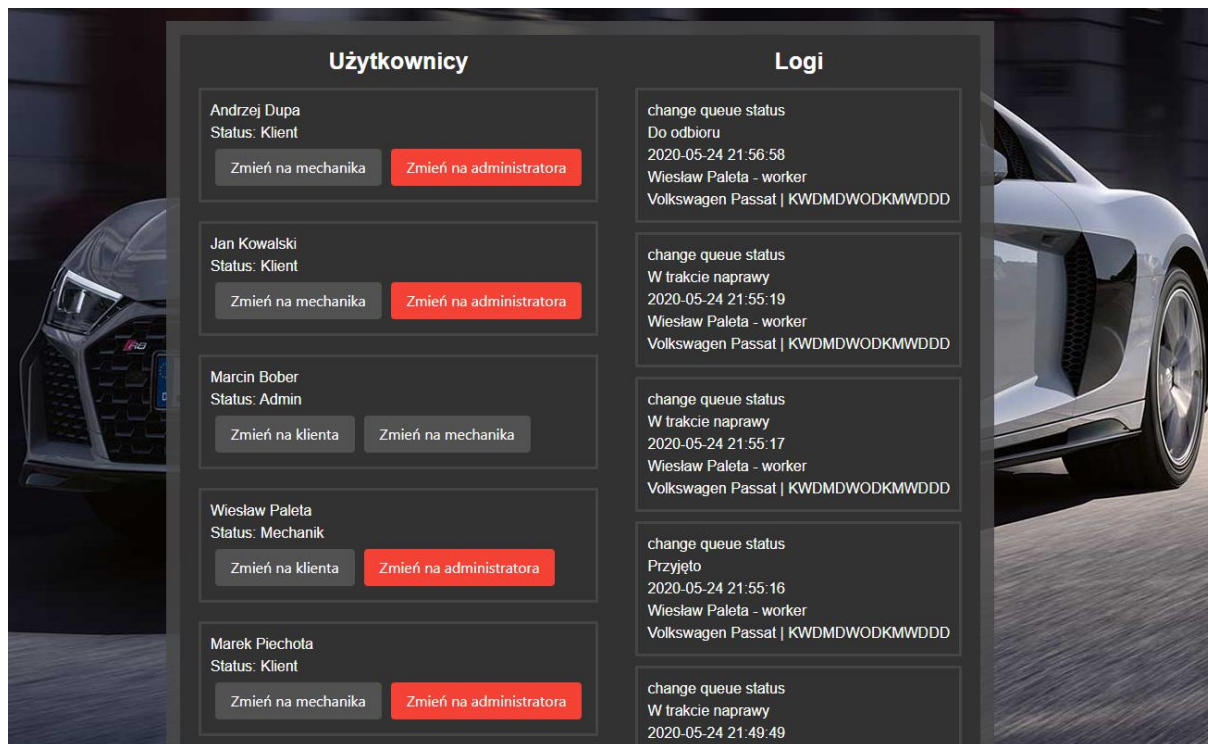 Użytkownicy
Andrzej Dupa
Status: Klient
Zmień na mechanika
Zmień na administratora
Jan Kowalski
Status: Klient
Zmień na mechanika
Zmień na administratora
Marcin Bober
Status: Admin
Zmień na klienta
Zmień na mechanika
Wiesław Paleta
Status: Mechanik
Zmień na klienta
Zmień na administratora
Marek Piechota
Status: Klient
Zmień na mechanika
Zmień na administratora
Logi
change queue status
Do odbioru
2020-05-24 21:56:58
Wiesław Paleta - worker
Volkswagen Passat | KWDMDWODKMWDDD
change queue status
W trakcie naprawy
2020-05-24 21:55:19
Wiesław Paleta - worker
Volkswagen Passat | KWDMDWODKMWDDD
change queue status
W trakcie naprawy
2020-05-24 21:55:17
Wiesław Paleta - worker
Volkswagen Passat | KWDMDWODKMWDDD
change queue status
Przyjęto
2020-05-24 21:55:16
Wiesław Paleta - worker
Volkswagen Passat | KWDMDWODKMWDDD
change queue status
W trakcie naprawy
2020-05-24 21:49:49
R8